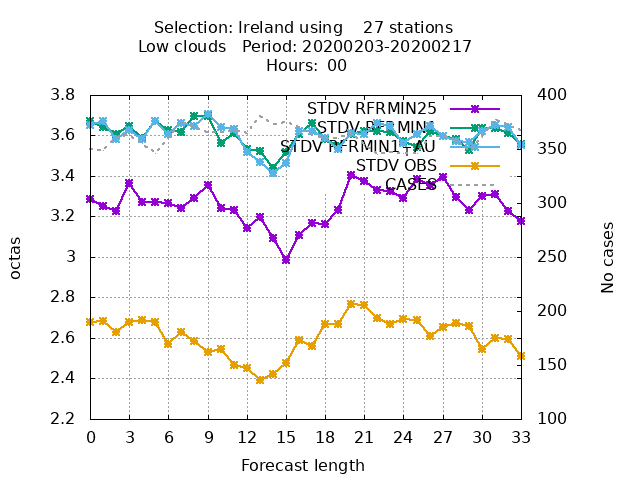 Selection: Ireland using 27 stations
Low clouds Period: 20200203-20200217
Hours: 00
3.8
3.6
3.4
3.2
3
2.8
2.6
2.4
2.2
octas
STDV RFRMIN25
STDV
STDV
STDV OBS
CASES
400
350
300
250
200
150
100
No cases
0 3 6 9 12 15 18 21 24 27 30 33
Forecast length